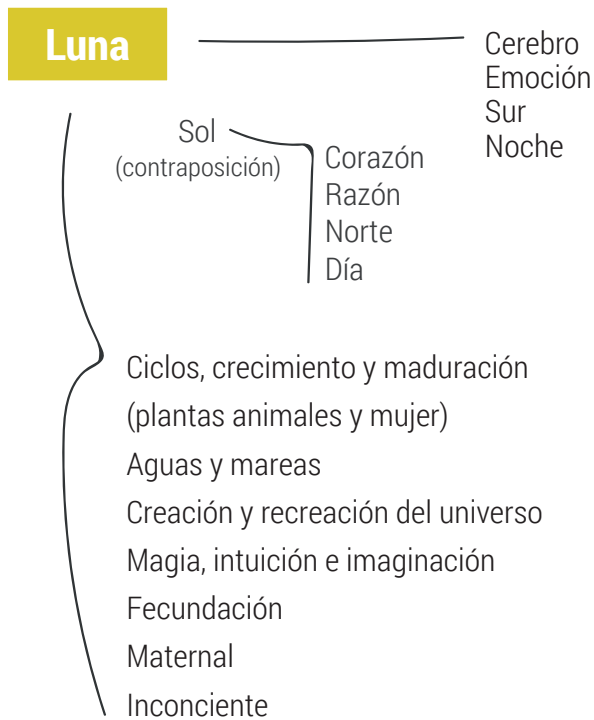 Luna
Cerebro
Emoción
Sur
Noche
Sol
(contraposición)
Corazón
Razón
Norte
Día
Ciclos, crecimiento y maduración
(plantas animales y mujer)
Aguas y mareas
Creación y recreación del universo
Magia, intuición e imaginación
Fecundación
Maternal
Inconciente